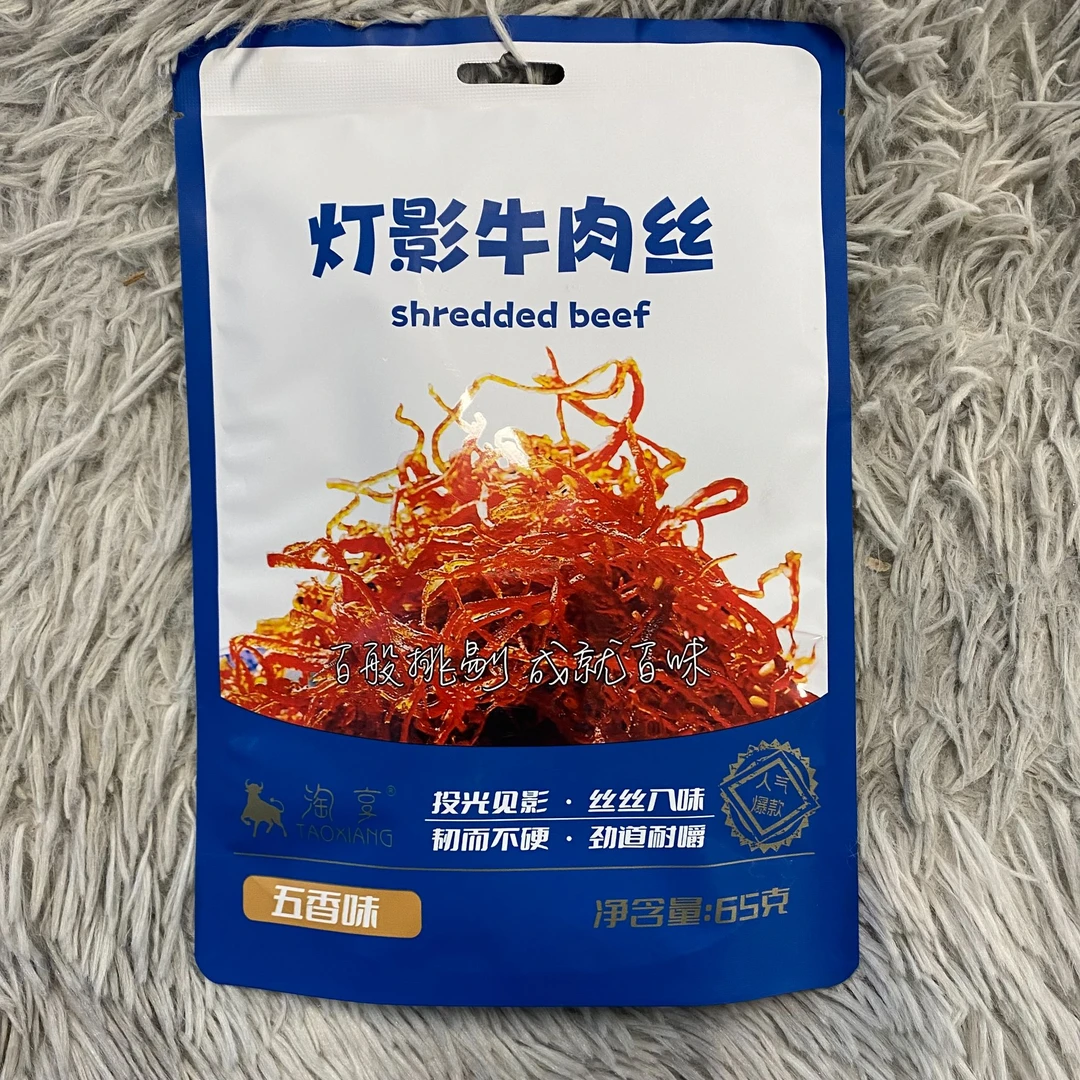 灯影牛肉丝
shredded beef
百般挑剔 成就百味
淘享®
TAOXIANG
投光见影·丝丝入味
韧而不硬·劲道耐嚼
人气
爆款
五香味
净含量:65克